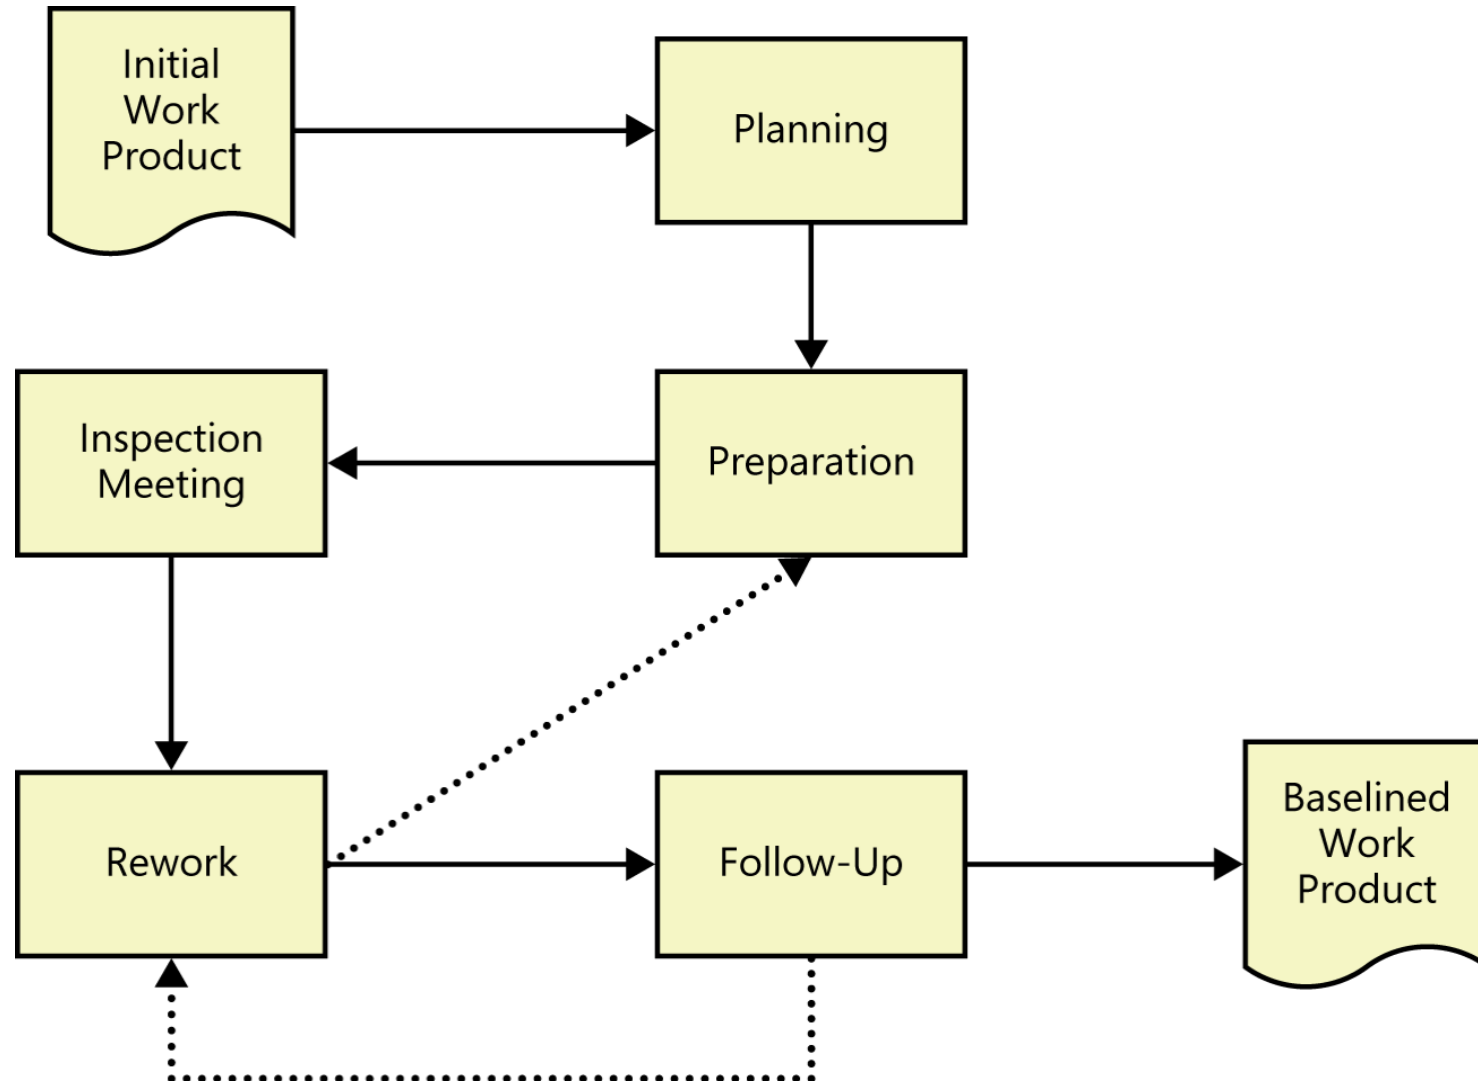 Initial
Work
Product
Planning
Inspection
Meeting
Preparation
Rework
Follow-Up
Baselined
Work
Product